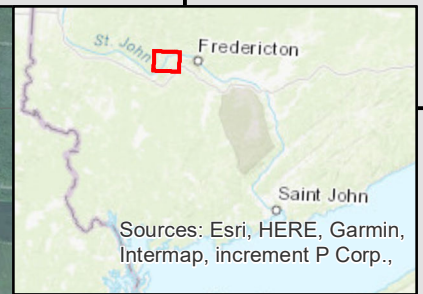 St. John
Fredericton
Saint John
Sources: Esri, HERE, Garmin,
Intermap, increment P Corp.,